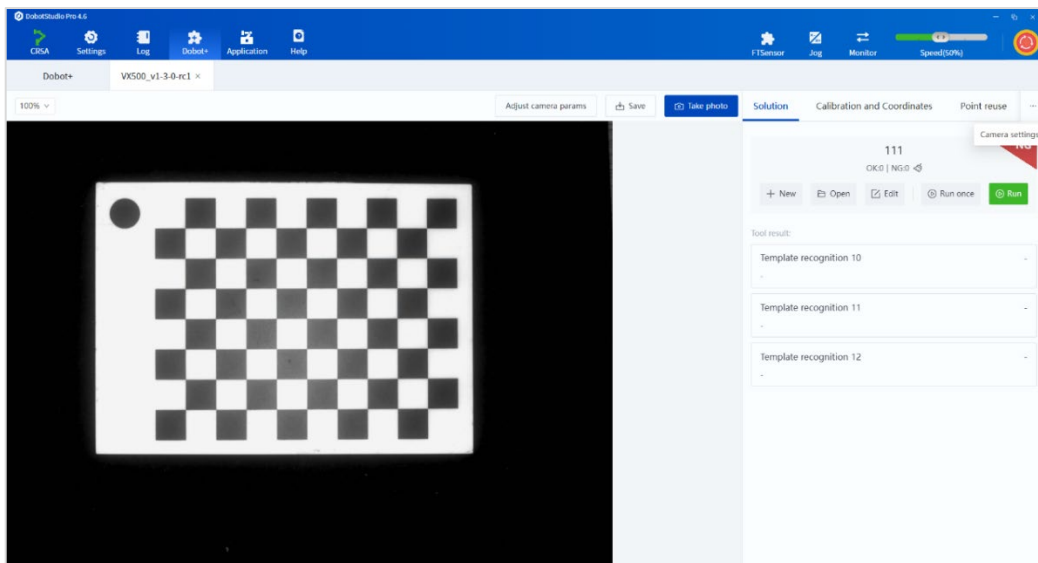 DobotStudio Pro 4.6
CRSA Settings Log Dobot+ Application Help FTSensor Jog Monitor Speed(50%)
Dobot+ VX500_v1-3-0-rc1 ×
100% Adjust camera params Save Take photo Solution Calibration and Coordinates Point reuse ...
Camera settings
111 NG
OK:0 | NG:0
+ New Open Edit Run once Run
Tool result:
Template recognition 10 -
-
Template recognition 11 -
-
Template recognition 12 -
-